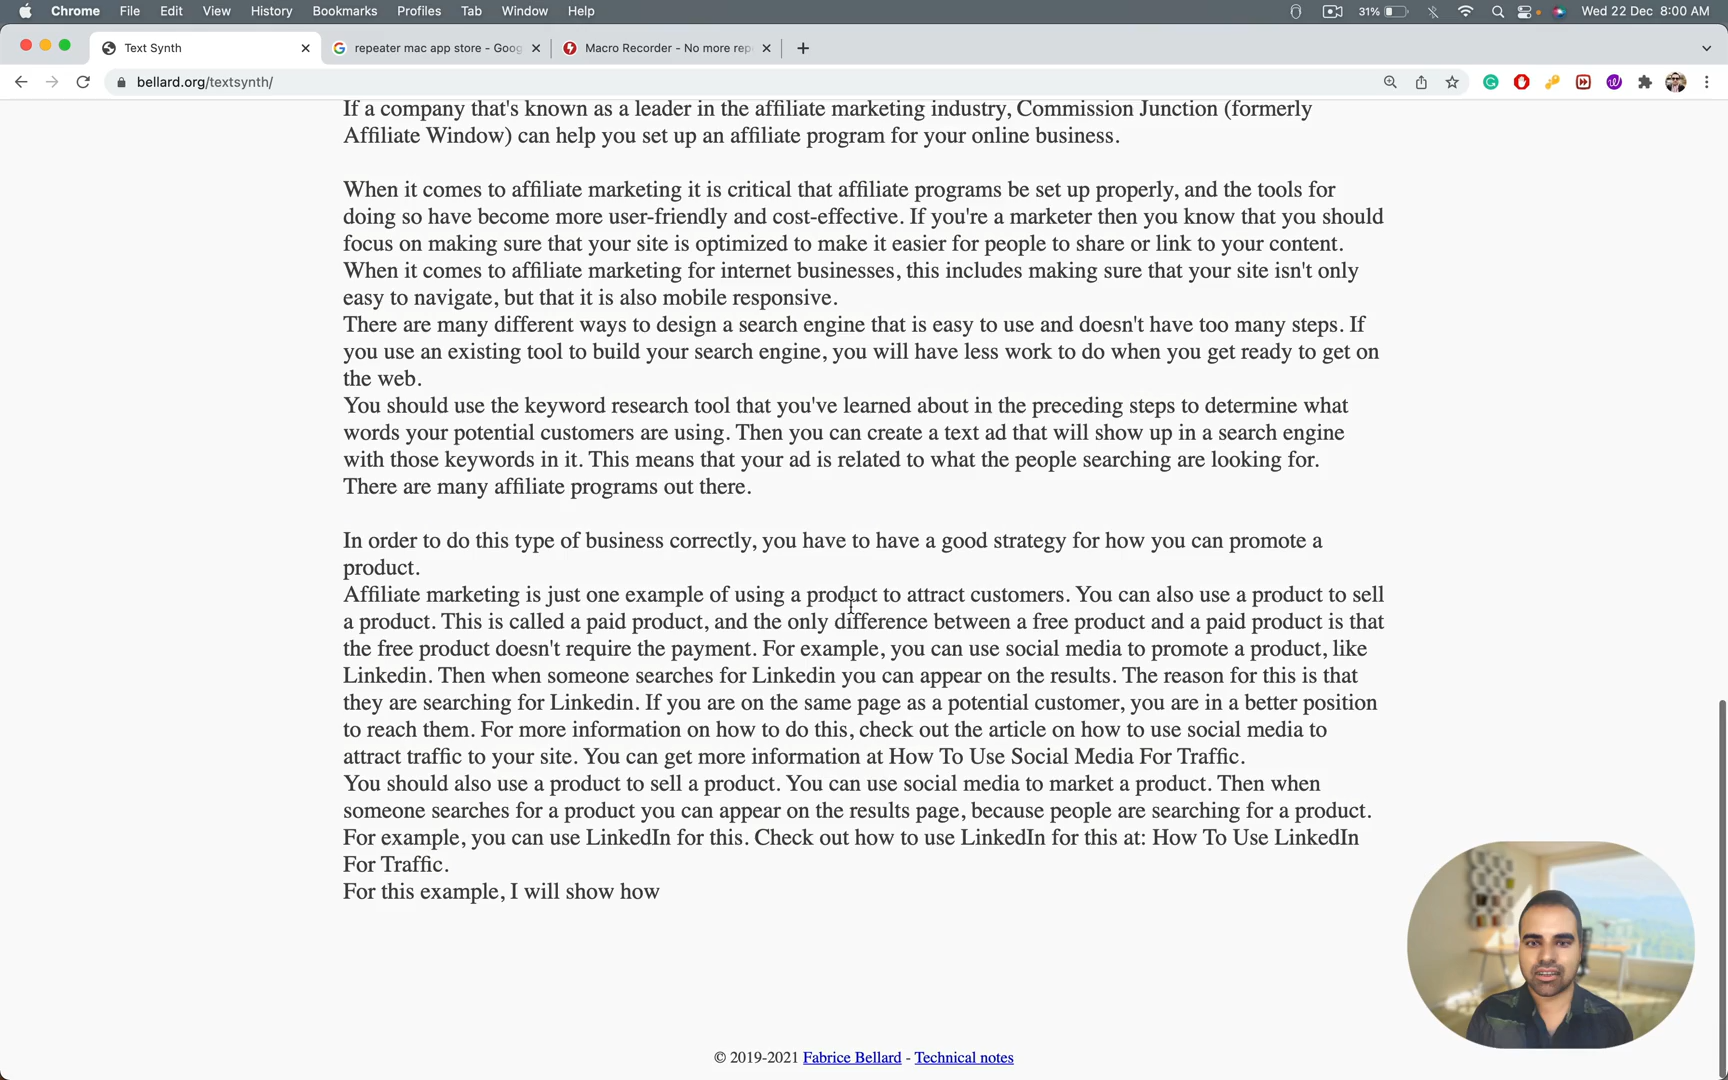 Chrome File Edit View History Bookmarks Profiles Tab Window Help 31% Wed 22 Dec 8:00 AM
Text Synth repeater mac app store - Goog Macro Recorder - No more rep
bellard.org/textsynth/
If a company that's known as a leader in the affiliate marketing industry, Commission Junction (formerly
Affiliate Window) can help you set up an affiliate program for your online business.
When it comes to affiliate marketing it is critical that affiliate programs be set up properly, and the tools for
doing so have become more user-friendly and cost-effective. If you're a marketer then you know that you should
focus on making sure that your site is optimized to make it easier for people to share or link to your content.
When it comes to affiliate marketing for internet businesses, this includes making sure that your site isn't only
easy to navigate, but that it is also mobile responsive.
There are many different ways to design a search engine that is easy to use and doesn't have too many steps. If
you use an existing tool to build your search engine, you will have less work to do when you get ready to get on
the web.
You should use the keyword research tool that you've learned about in the preceding steps to determine what
words your potential customers are using. Then you can create a text ad that will show up in a search engine
with those keywords in it. This means that your ad is related to what the people searching are looking for.
There are many affiliate programs out there.
In order to do this type of business correctly, you have to have a good strategy for how you can promote a
product.
Affiliate marketing is just one example of using a product to attract customers. You can also use a product to sell
a product. This is called a paid product, and the only difference between a free product and a paid product is that
the free product doesn't require the payment. For example, you can use social media to promote a product, like
Linkedin. Then when someone searches for Linkedin you can appear on the results. The reason for this is that
they are searching for Linkedin. If you are on the same page as a potential customer, you are in a better position
to reach them. For more information on how to do this, check out the article on how to use social media to
attract traffic to your site. You can get more information at How To Use Social Media For Traffic.
You should also use a product to sell a product. You can use social media to market a product. Then when
someone searches for a product you can appear on the results page, because people are searching for a product.
For example, you can use LinkedIn for this. Check out how to use LinkedIn for this at: How To Use LinkedIn
For Traffic.
For this example, I will show how
© 2019-2021 Fabrice Bellard - Technical notes